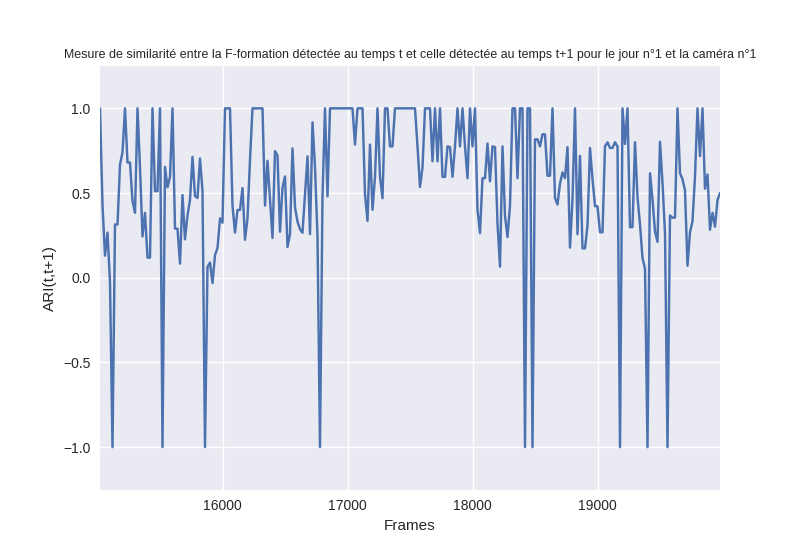 Mesure de similarité entre la F-formation détectée au temps t et celle détectée au temps t+1 pour le jour n°1 et la caméra n°1
1.0
0.5
0.0
−0.5
−1.0
ARI(t,t+1)
16000 17000 18000 19000
Frames